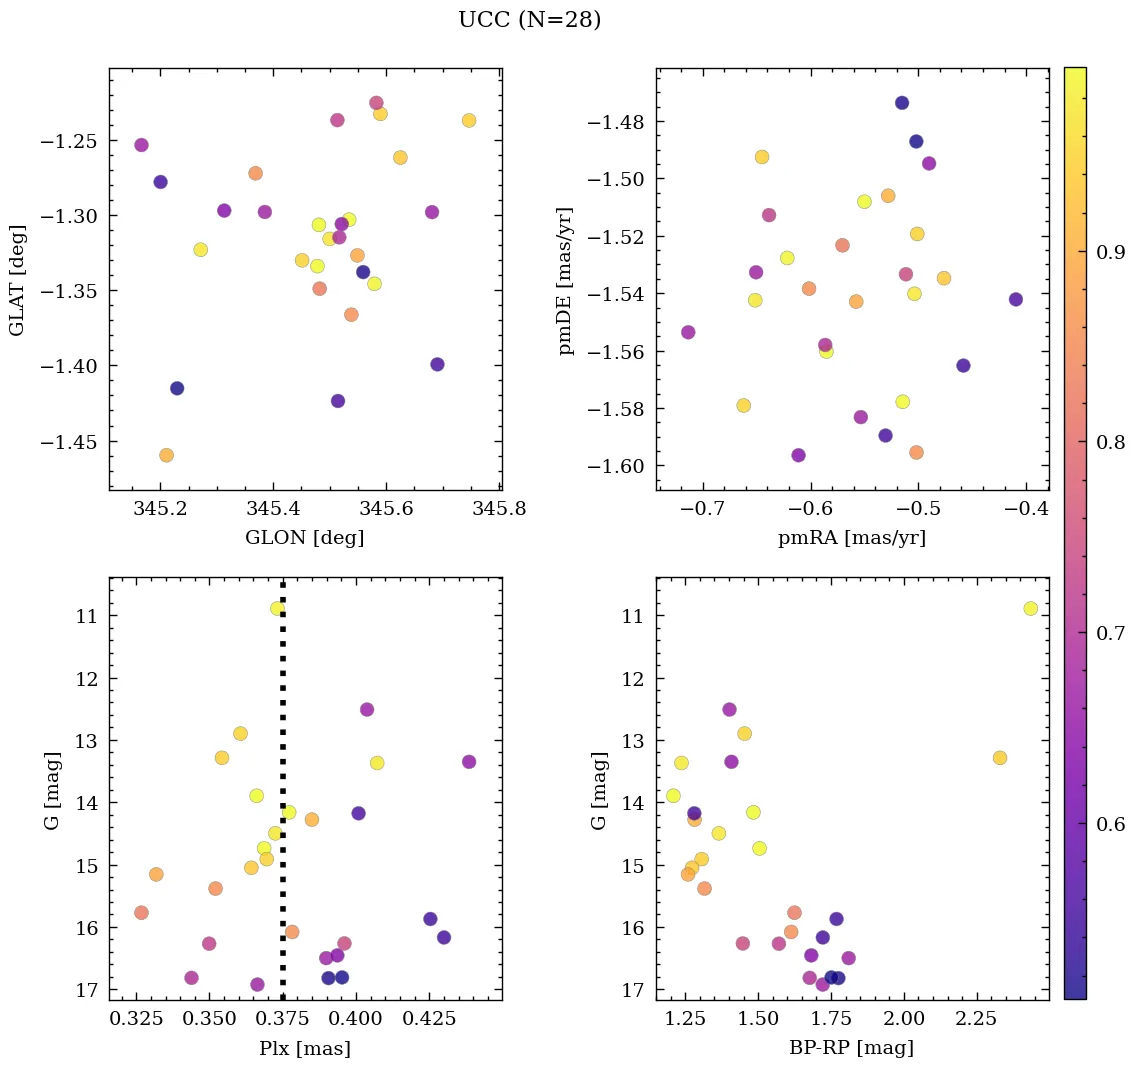 UCC (N=28)
−1.25
−1.30
−1.35
−1.40
−1.45
GLAT [deg]
345.2 345.4 345.6 345.8
GLON [deg]
−1.48
−1.50
−1.52
−1.54
−1.56
−1.58
−1.60
pmDE [mas/yr]
−0.7 −0.6 −0.5 −0.4
pmRA [mas/yr]
0.9
0.8
0.7
0.6
11
12
13
14
15
16
17
G [mag]
0.325 0.350 0.375 0.400 0.425
Plx [mas]
11
12
13
14
15
16
17
G [mag]
1.25 1.50 1.75 2.00 2.25
BP-RP [mag]